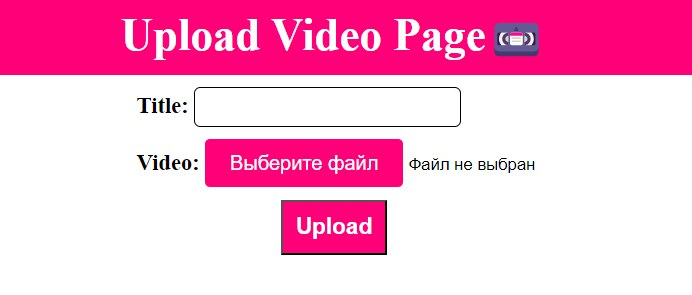 Upload Video Page
Title:
Video: Выберите файл Файл не выбран
Upload